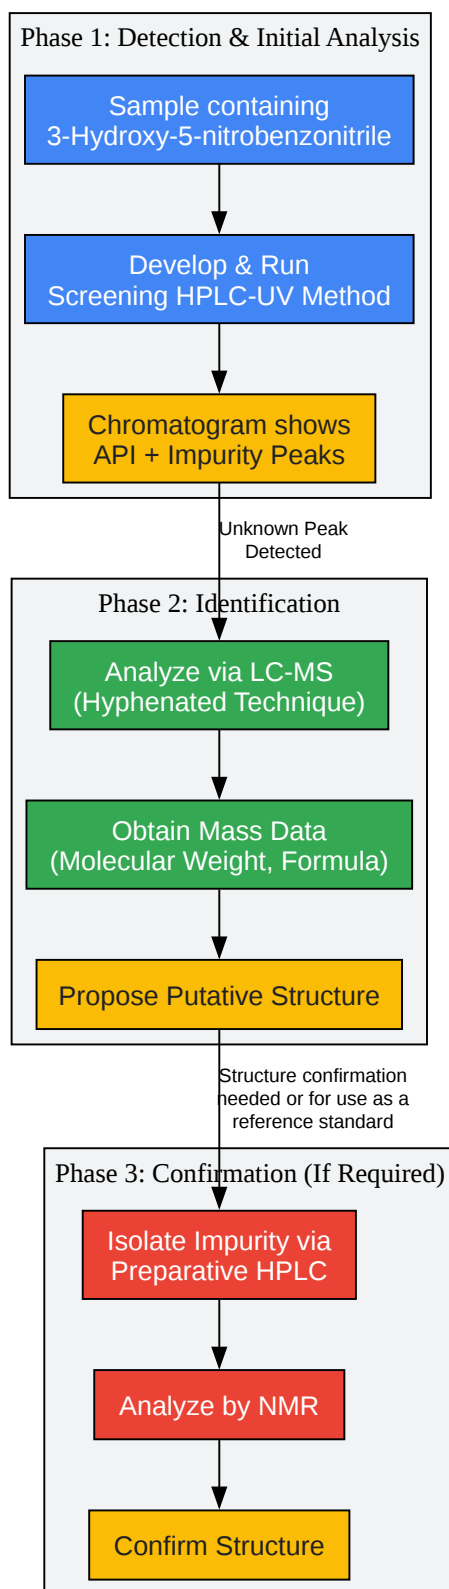 Phase 1: Detection & Initial Analysis
Sample containing
3-Hydroxy-5-nitrobenzonitrile
Develop & Run
Screening HPLC-UV Method
Chromatogram shows
API + Impurity Peaks
Unknown Peak
Detected
Phase 2: Identification
Analyze via LC-MS
(Hyphenated Technique)
Obtain Mass Data
(Molecular Weight, Formula)
Propose Putative Structure
Structure confirmation
needed or for use as a
reference standard
Phase 3: Confirmation (If Required)
Isolate Impurity via
Preparative HPLC
Analyze by NMR
Confirm Structure